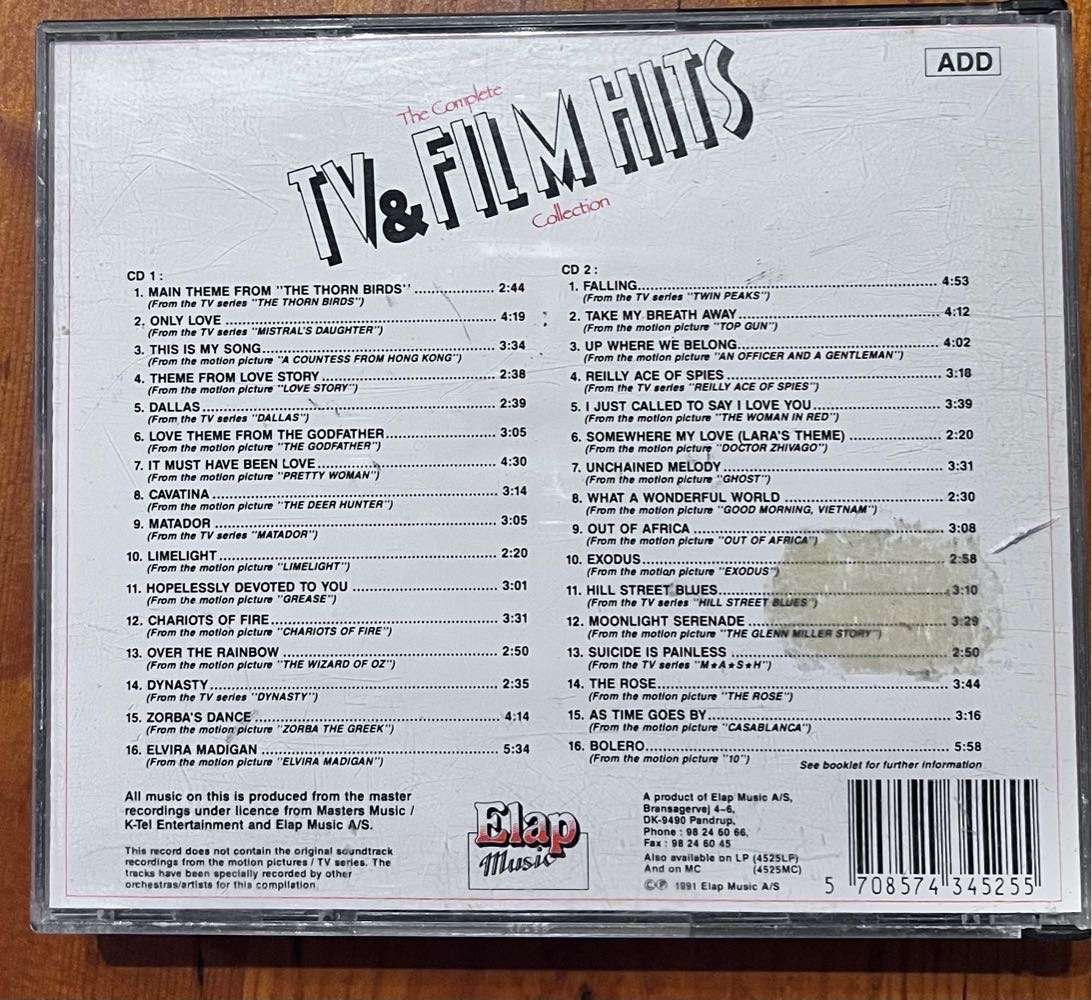 ADD
The Complete
TV & FILM HITS
Collection
CD 1 :
1. MAIN THEME FROM "THE THORN BIRDS" .................... 2:44
(From the TV series "THE THORN BIRDS")
2. ONLY LOVE .................... 4:19
(From the TV series "MISTRAL'S DAUGHTER")
3. THIS IS MY SONG .................... 3:34
(From the motion picture "A COUNTESS FROM HONG KONG")
4. THEME FROM LOVE STORY .................... 2:38
(From the motion picture "LOVE STORY")
5. DALLAS .................... 2:39
(From the TV series "DALLAS")
6. LOVE THEME FROM THE GODFATHER .................... 3:05
(From the motion picture "THE GODFATHER")
7. IT MUST HAVE BEEN LOVE .................... 4:30
(From the motion picture "PRETTY WOMAN")
8. CAVATINA .................... 3:14
(From the motion picture "THE DEER HUNTER")
9. MATADOR .................... 3:05
(From the TV series "MATADOR")
10. LIMELIGHT .................... 2:20
(From the motion picture "LIMELIGHT")
11. HOPELESSLY DEVOTED TO YOU .................... 3:01
(From the motion picture "GREASE")
12. CHARIOTS OF FIRE .................... 3:31
(From the motion picture "CHARIOTS OF FIRE")
13. OVER THE RAINBOW .................... 2:50
(From the motion picture "THE WIZARD OF OZ")
14. DYNASTY .................... 2:35
(From the TV series "DYNASTY")
15. ZORBA'S DANCE .................... 4:14
(From the motion picture "ZORBA THE GREEK")
16. ELVIRA MADIGAN .................... 5:34
(From the motion picture "ELVIRA MADIGAN")
CD 2 :
1. FALLING .................... 4:53
(From the TV series "TWIN PEAKS")
2. TAKE MY BREATH AWAY .................... 4:12
(From the motion picture "TOP GUN")
3. UP WHERE WE BELONG .................... 4:02
(From the motion picture "AN OFFICER AND A GENTLEMAN")
4. REILLY ACE OF SPIES .................... 3:18
(From the TV series "REILLY ACE OF SPIES")
5. I JUST CALLED TO SAY I LOVE YOU .................... 3:39
(From the motion picture "THE WOMAN IN RED")
6. SOMEWHERE MY LOVE (LARA'S THEME) .................... 2:20
(From the motion picture "DOCTOR ZHIVAGO")
7. UNCHAINED MELODY .................... 3:31
(From the motion picture "GHOST")
8. WHAT A WONDERFUL WORLD .................... 2:30
(From the motion picture "GOOD MORNING, VIETNAM")
9. OUT OF AFRICA .................... 3:08
(From the motion picture "OUT OF AFRICA")
10. EXODUS .................... 2:58
(From the motion picture "EXODUS")
11. HILL STREET BLUES .................... 3:10
(From the TV series "HILL STREET BLUES")
12. MOONLIGHT SERENADE .................... 3:29
(From the motion picture "THE GLENN MILLER STORY")
13. SUICIDE IS PAINLESS .................... 2:50
(From the TV series "M★A★S★H")
14. THE ROSE .................... 3:44
(From the motion picture "THE ROSE")
15. AS TIME GOES BY .................... 3:16
(From the motion picture "CASABLANCA")
16. BOLERO .................... 5:58
(From the motion picture "10")
See booklet for further information
All music on this is produced from the master
recordings under licence from Masters Music /
K-Tel Entertainment and Elap Music A/S.
This record does not contain the original soundtrack
recordings from the motion pictures / TV series. The
tracks have been specially recorded by other
orchestras/artists for this compilation.
Elap
Music
A product of Elap Music A/S,
Bransagervej 4-6,
DK-9490 Pandrup,
Phone : 98 24 60 66,
Fax : 98 24 60 45
Also available on LP (4525LP)
And on MC (4525MC)
©℗ 1991 Elap Music A/S
5 708574 345255